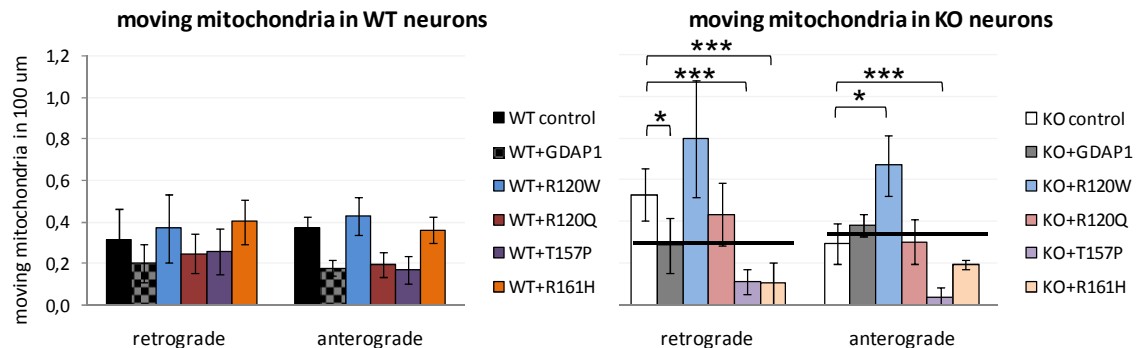 moving mitochondria in WT neurons
moving mitochondria in 100 um
1,2
1,0
0,8
0,6
0,4
0,2
0,0
retrograde
anterograde
WT control
WT+GDAP1
WT+R120W
WT+R120Q
WT+T157P
WT+R161H
moving mitochondria in KO neurons
***
***
*
***
*
retrograde
anterograde
KO control
KO+GDAP1
KO+R120W
KO+R120Q
KO+T157P
KO+R161H